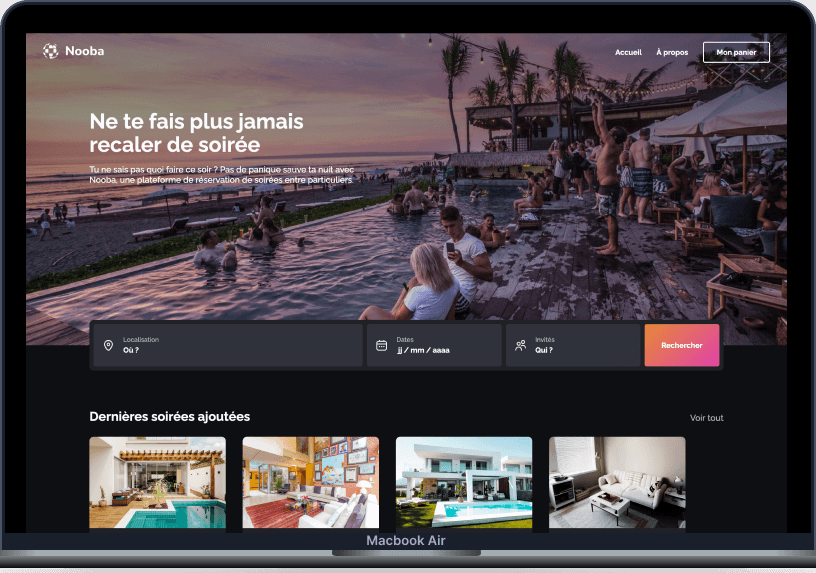 Nooba
Accueil
À propos
Mon panier
Ne te fais plus jamais
recaler de soirée
Tu ne sais pas quoi faire ce soir ? Pas de panique sauve ta nuit avec
Nooba, une plateforme de réservation de soirées entre particuliers.
Localisation
Où ?
Dates
jj / mm / aaaa
Invités
Qui ?
Rechercher
Dernières soirées ajoutées
Voir tout
Macbook Air